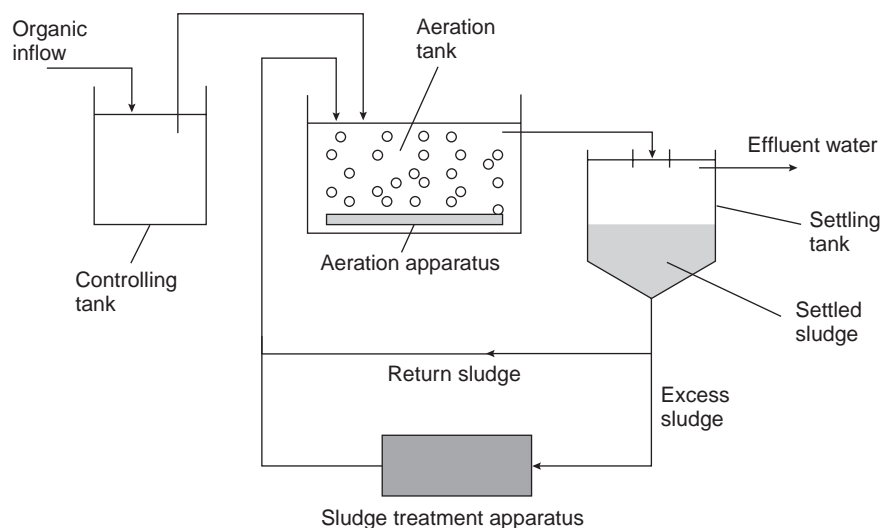 Organic
inflow
Aeration
tank
Effluent water
Controlling
tank
Aeration apparatus
Settling
tank
Settled
sludge
Return sludge
Excess
sludge
Sludge treatment apparatus